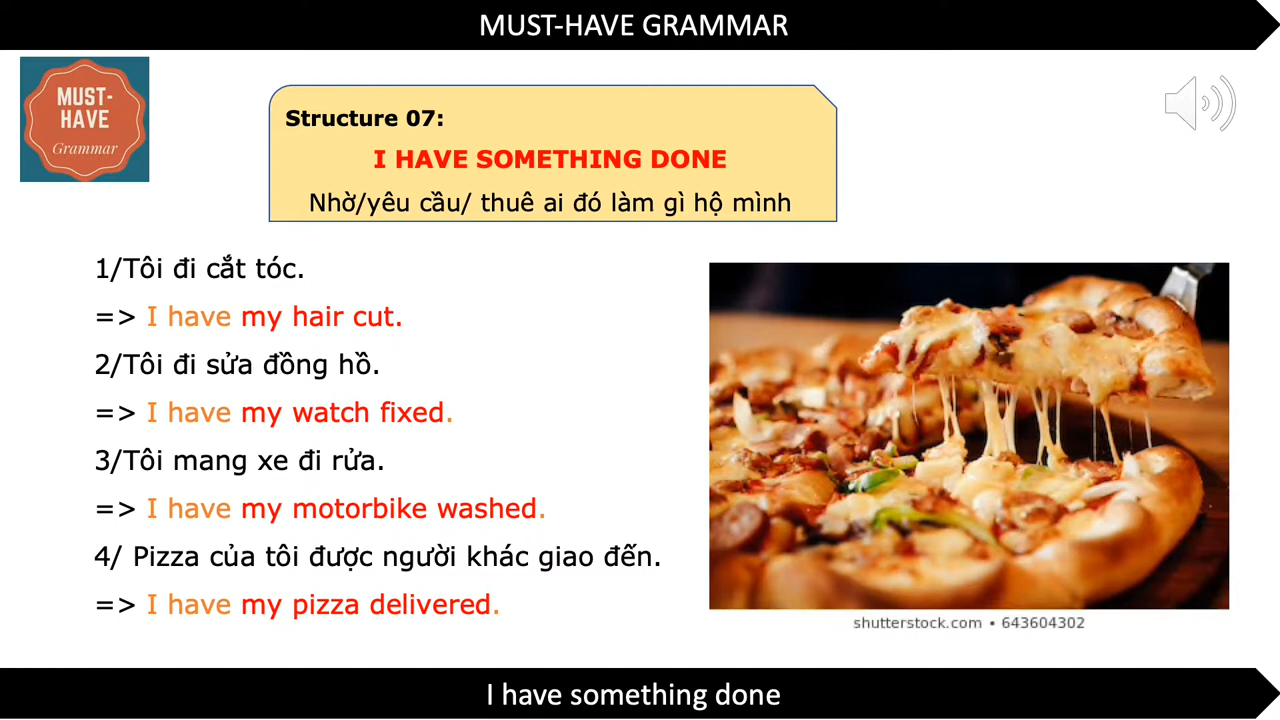 MUST-HAVE GRAMMAR
MUST-
HAVE
Grammar
Structure 07:
I HAVE SOMETHING DONE
Nhờ/yêu cầu/ thuê ai đó làm gì hộ mình
1/Tôi đi cắt tóc.
=> I have my hair cut.
2/Tôi đi sửa đồng hồ.
=> I have my watch fixed.
3/Tôi mang xe đi rửa.
=> I have my motorbike washed.
4/ Pizza của tôi được người khác giao đến.
=> I have my pizza delivered.
shutterstock.com • 643604302
I have something done